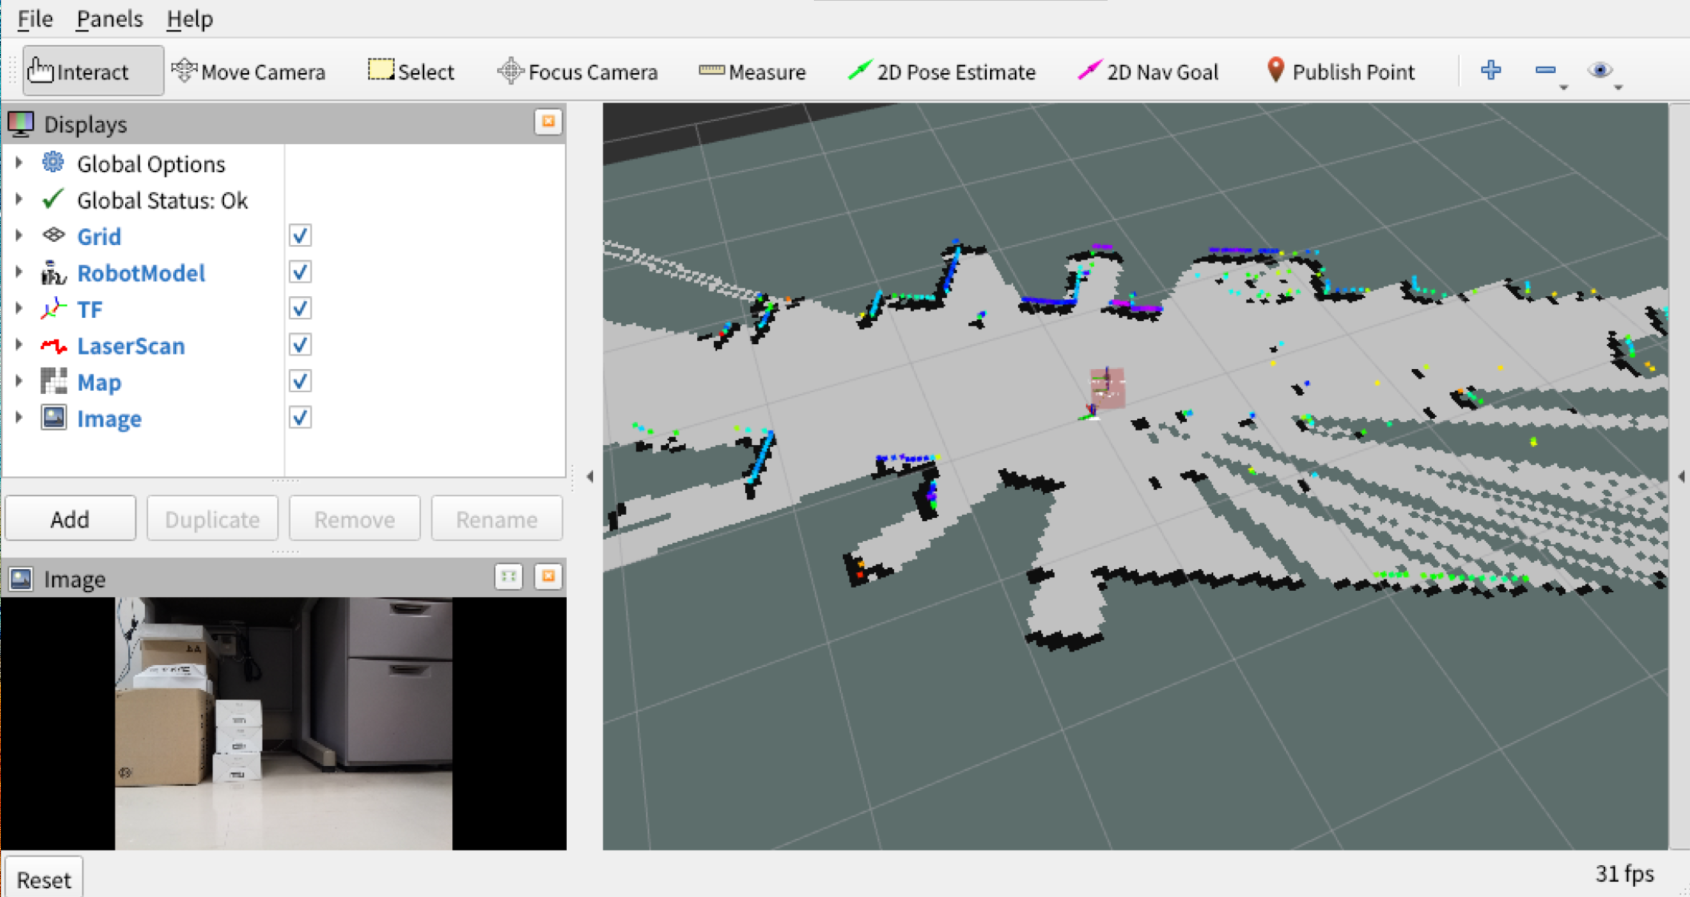 File Panels Help
Interact Move Camera Select Focus Camera Measure 2D Pose Estimate 2D Nav Goal Publish Point
Displays
Global Options
Global Status: Ok
Grid
RobotModel
TF
LaserScan
Map
Image
Add Duplicate Remove Rename
Image
Reset
31 fps